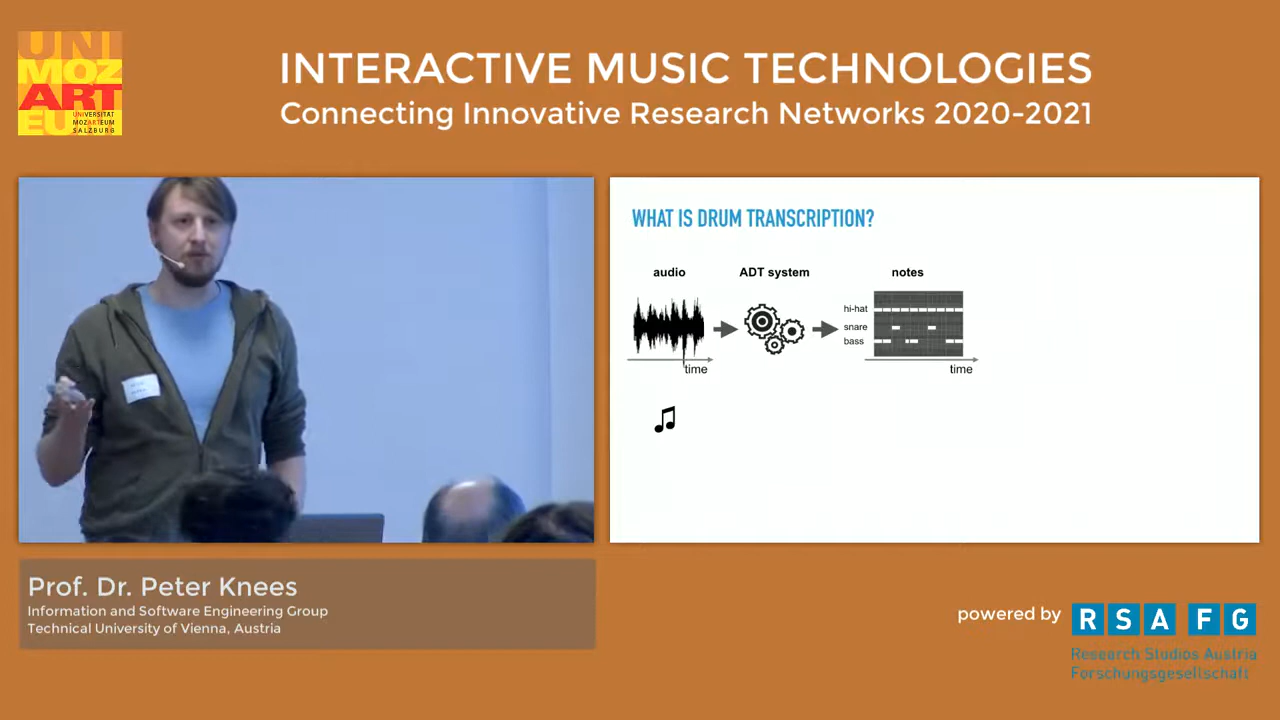 UNI
MOZ
ART
EU
UNIVERSITÄT
MOZARTEUM
SALZBURG
INTERACTIVE MUSIC TECHNOLOGIES
Connecting Innovative Research Networks 2020-2021
WHAT IS DRUM TRANSCRIPTION?
audio
ADT system
notes
hi-hat
snare
bass
time
time
Prof. Dr. Peter Knees
Information and Software Engineering Group
Technical University of Vienna, Austria
powered by
RSA FG
Research Studios Austria
Forschungsgesellschaft